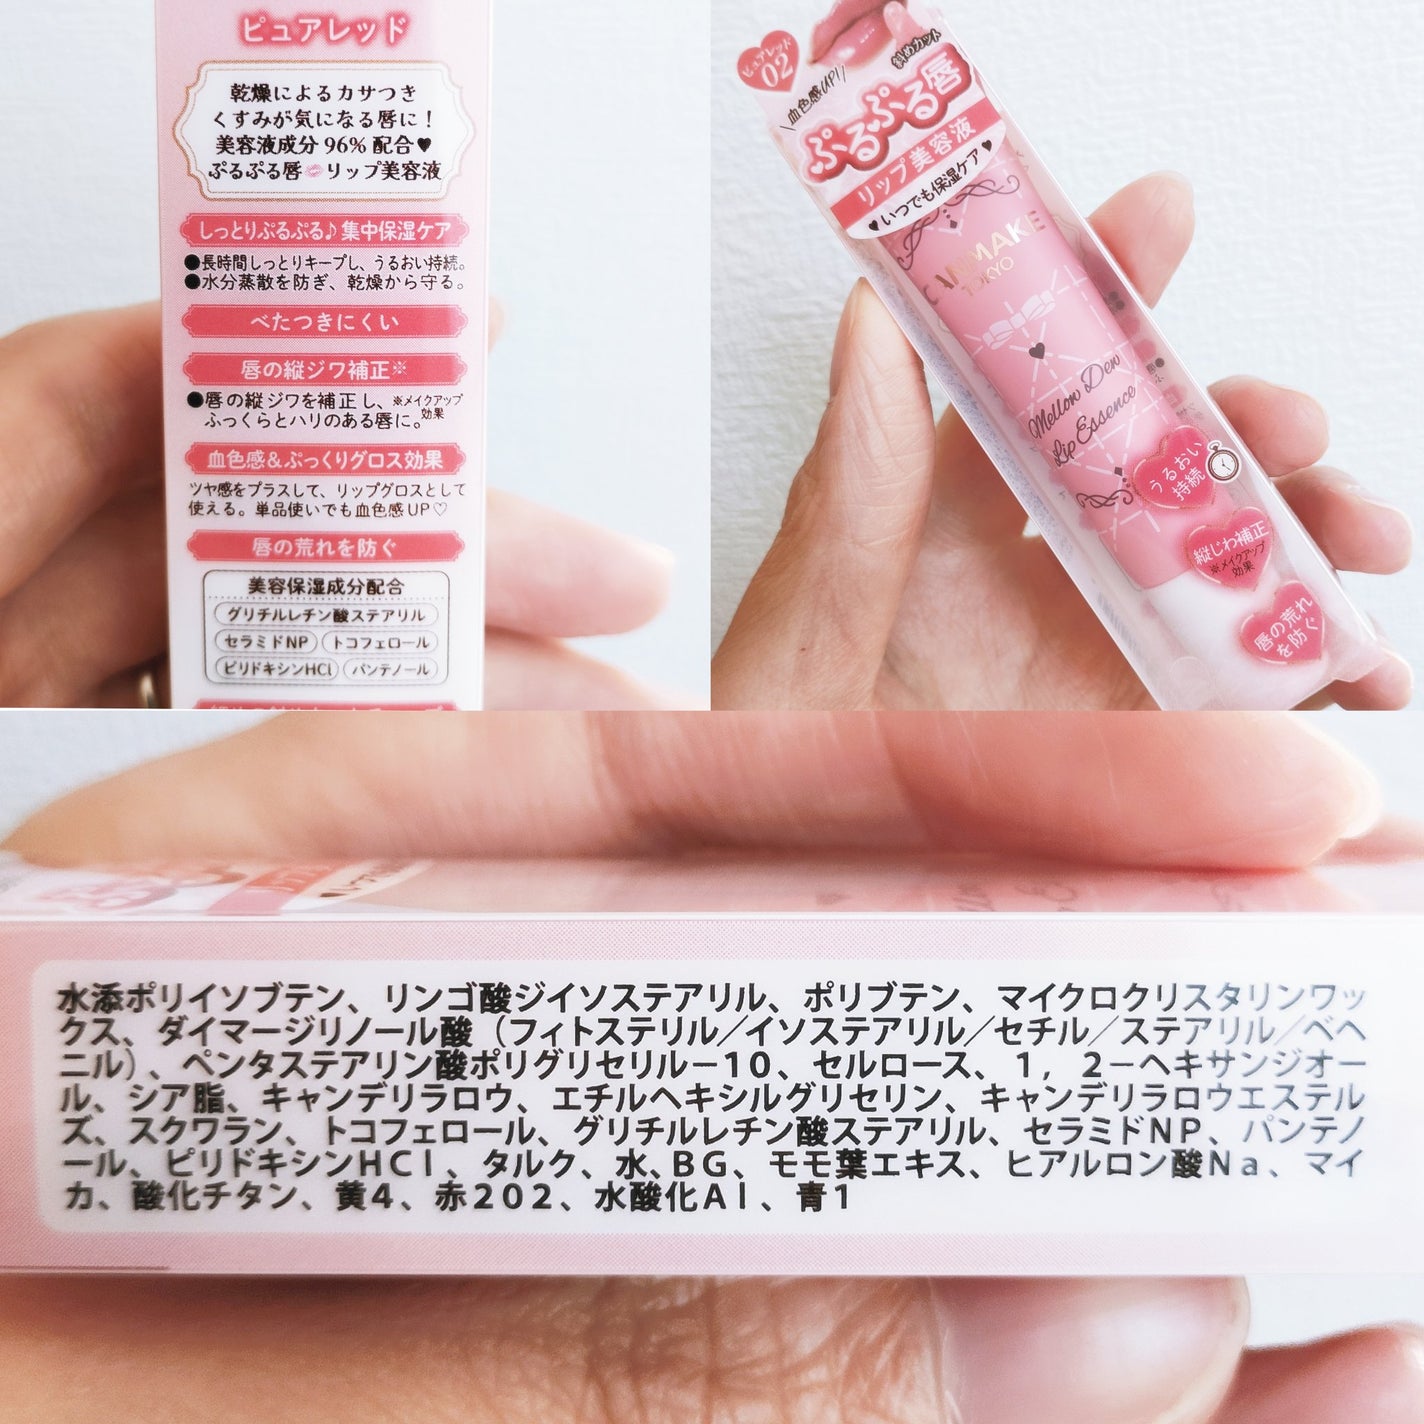 ピュアレッド
乾燥によるカサつき
くすみが気になる唇に!
美容液成分96%配合♥
ぷるぷる唇💋リップ美容液
しっとりぷるぷる♪集中保湿ケア
●長時間しっとりキープし、うるおい持続。
●水分蒸散を防ぎ、乾燥から守る。
べたつきにくい
唇の縦ジワ補正※
●唇の縦ジワを補正し、※メイクアップ
ふっくらとハリのある唇に。効果
血色感&ぷっくりグロス効果
ツヤ感をプラスして、リップグロスとして
使える。単品使いでも血色感UP♡
唇の荒れを防ぐ
美容保湿成分配合
グリチルレチン酸ステアリル
セラミドNP トコフェロール
ピリドキシンHCl パンテノール
ピュアレッド
02
斜めカット
\血色感UP!/
ぷるぷる唇
リップ美容液
♥いつでも保湿ケア♥
CANMAKE
TOKYO
Mellow Dew
Lip Essence
うるおい
持続
縦じわ補正
※メイクアップ
効果
唇の荒れ
を防ぐ
水添ポリイソブテン、リンゴ酸ジイソステアリル、ポリブテン、マイクロクリスタリンワッ
クス、ダイマージリノール酸(フィトステリル/イソステアリル/セチル/ステアリル/ベヘ
ニル)、ペンタステアリン酸ポリグリセリル-10、セルロース、1,2-ヘキサンジオー
ル、シア脂、キャンデリラロウ、エチルヘキシルグリセリン、キャンデリラロウエステル
ズ、スクワラン、トコフェロール、グリチルレチン酸ステアリル、セラミドNP、パンテノ
ール、ピリドキシンHCl、タルク、水、BG、モモ葉エキス、ヒアルロン酸Na、マイ
カ、酸化チタン、黄4、赤202、水酸化Al、青1